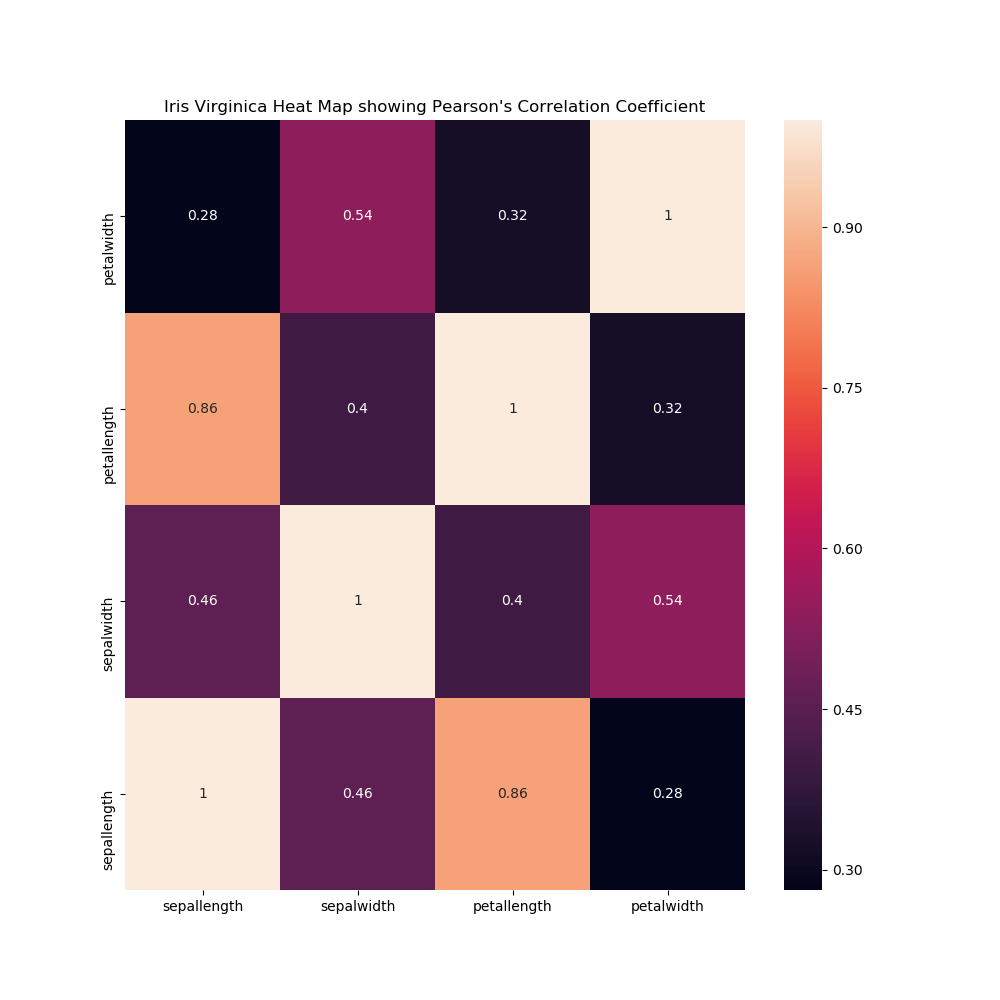 Iris Virginica Heat Map showing Pearson's Correlation Coefficient
petalwidth
0.28 0.54 0.32 1
petallength
0.86 0.4 1 0.32
sepalwidth
0.46 1 0.4 0.54
sepallength
1 0.46 0.86 0.28
sepallength sepalwidth petallength petalwidth
0.90
0.75
0.60
0.45
0.30